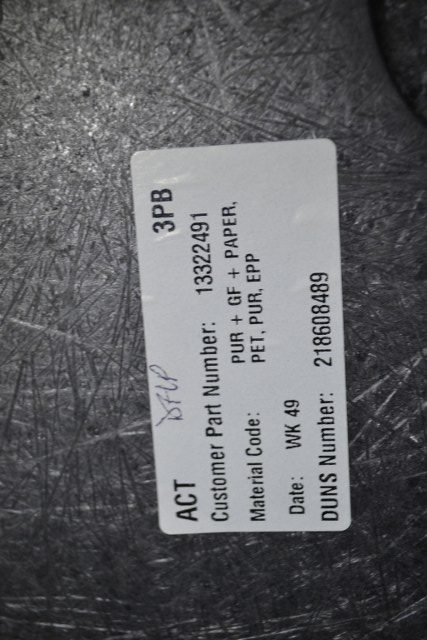 ACT 3PB
Customer Part Number: 13322491
Material Code: PUR + GF + PAPER,
PET, PUR, EPP
Date: WK 49
DUNS Number: 218608489